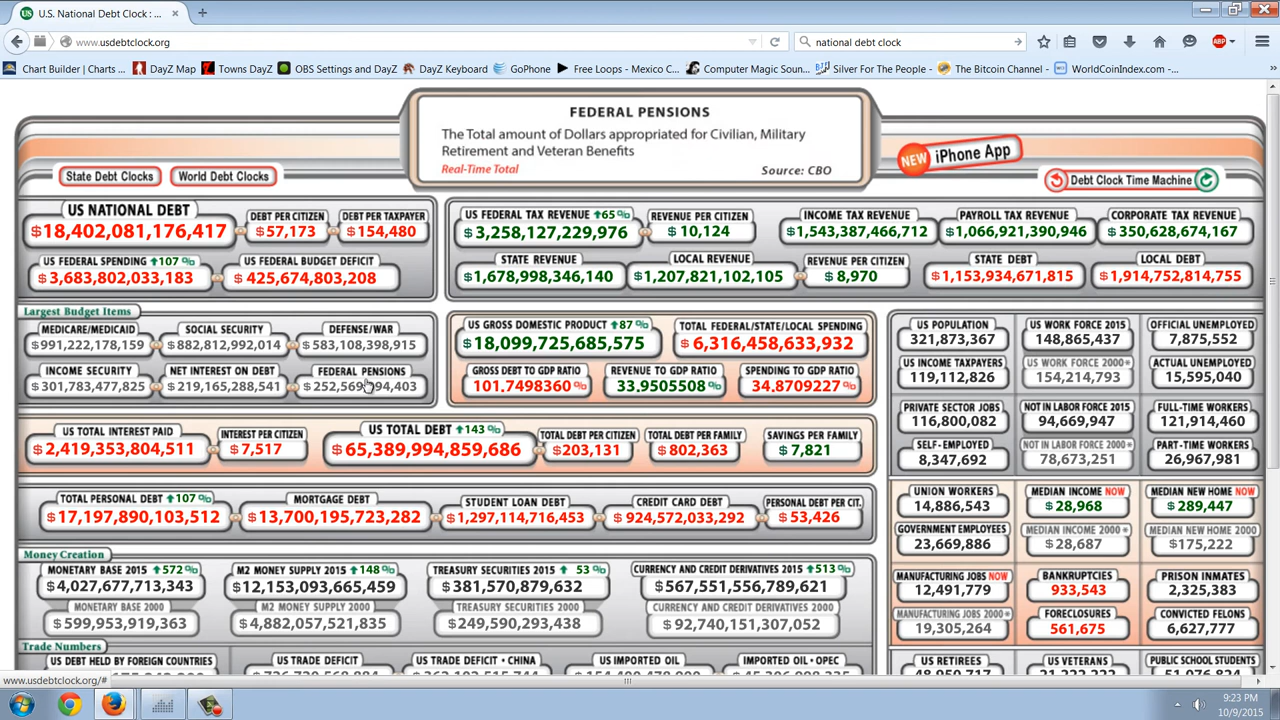 U.S. National Debt Clock : ...
www.usdebtclock.org
national debt clock
Chart Builder | Charts ...
DayZ Map
Towns DayZ
OBS Settings and DayZ
DayZ Keyboard
GoPhone
Free Loops - Mexico C...
Computer Magic Soun...
Silver For The People - ...
The Bitcoin Channel - ...
WorldCoinIndex.com -...
FEDERAL PENSIONS
The Total amount of Dollars appropriated for Civilian, Military
Retirement and Veteran Benefits
Real-Time Total
Source: CBO
NEW iPhone App
State Debt Clocks
World Debt Clocks
Debt Clock Time Machine
US NATIONAL DEBT
$18,402,081,176,417
DEBT PER CITIZEN
$57,173
DEBT PER TAXPAYER
$154,480
US FEDERAL SPENDING 107 %
$3,683,802,033,183
US FEDERAL BUDGET DEFICIT
$425,674,803,208
US FEDERAL TAX REVENUE 65 %
$3,258,127,229,976
REVENUE PER CITIZEN
$10,124
INCOME TAX REVENUE
$1,543,387,466,712
PAYROLL TAX REVENUE
$1,066,921,390,946
CORPORATE TAX REVENUE
$350,628,674,167
STATE REVENUE
$1,678,998,346,140
LOCAL REVENUE
$1,207,821,102,105
REVENUE PER CITIZEN
$8,970
STATE DEBT
$1,153,934,671,815
LOCAL DEBT
$1,914,752,814,755
Largest Budget Items
MEDICARE/MEDICAID
$991,222,178,159
SOCIAL SECURITY
$882,812,992,014
DEFENSE/WAR
$583,108,398,915
INCOME SECURITY
$301,783,477,825
NET INTEREST ON DEBT
$219,165,288,541
FEDERAL PENSIONS
US GROSS DOMESTIC PRODUCT 87 %
$18,099,725,685,575
TOTAL FEDERAL/STATE/LOCAL SPENDING
$6,316,458,633,932
GROSS DEBT TO GDP RATIO
101.7498360 %
REVENUE TO GDP RATIO
33.9505508 %
SPENDING TO GDP RATIO
34.8709227 %
US TOTAL INTEREST PAID
$2,419,353,804,511
INTEREST PER CITIZEN
$7,517
US TOTAL DEBT 143 %
$65,389,994,859,686
TOTAL DEBT PER CITIZEN
$203,131
TOTAL DEBT PER FAMILY
$802,363
SAVINGS PER FAMILY
$7,821
TOTAL PERSONAL DEBT 107 %
$17,197,890,103,512
MORTGAGE DEBT
$13,700,195,723,282
STUDENT LOAN DEBT
$1,297,114,716,453
CREDIT CARD DEBT
$924,572,033,292
PERSONAL DEBT PER CIT.
$53,426
Money Creation
MONETARY BASE 2015 572 %
$4,027,677,713,343
M2 MONEY SUPPLY 2015 148 %
$12,153,093,665,459
TREASURY SECURITIES 2015 53 %
$381,570,879,632
CURRENCY AND CREDIT DERIVATIVES 2015 513 %
$567,551,556,789,621
MONETARY BASE 2000
$599,953,919,363
M2 MONEY SUPPLY 2000
$4,882,057,521,835
TREASURY SECURITIES 2000
$249,590,293,438
CURRENCY AND CREDIT DERIVATIVES 2000
$92,740,151,307,052
Trade Numbers
US DEBT HELD BY FOREIGN COUNTRIES
US TRADE DEFICIT
US TRADE DEFICIT • CHINA
US IMPORTED OIL
IMPORTED OIL • OPEC
US POPULATION
321,873,367
US WORK FORCE 2015
148,865,437
OFFICIAL UNEMPLOYED
7,875,552
US INCOME TAXPAYERS
119,112,826
US WORK FORCE 2000
154,214,793
ACTUAL UNEMPLOYED
15,595,040
PRIVATE SECTOR JOBS
116,800,082
NOT IN LABOR FORCE 2015
94,669,947
FULL-TIME WORKERS
121,914,460
SELF-EMPLOYED
8,347,692
NOT IN LABOR FORCE 2000
78,673,251
PART-TIME WORKERS
26,967,981
UNION WORKERS
14,886,543
MEDIAN INCOME NOW
$28,968
MEDIAN NEW HOME NOW
$289,447
GOVERNMENT EMPLOYEES
23,669,886
MEDIAN INCOME 2000
$28,687
MEDIAN NEW HOME 2000
$175,222
MANUFACTURING JOBS NOW
12,491,779
BANKRUPTCIES
933,543
PRISON INMATES
2,325,383
MANUFACTURING JOBS 2000
19,305,264
FORECLOSURES
561,675
CONVICTED FELONS
6,627,777
US RETIREES
US VETERANS
PUBLIC SCHOOL STUDENTS
www.usdebtclock.org/#
9:23 PM
10/9/2015